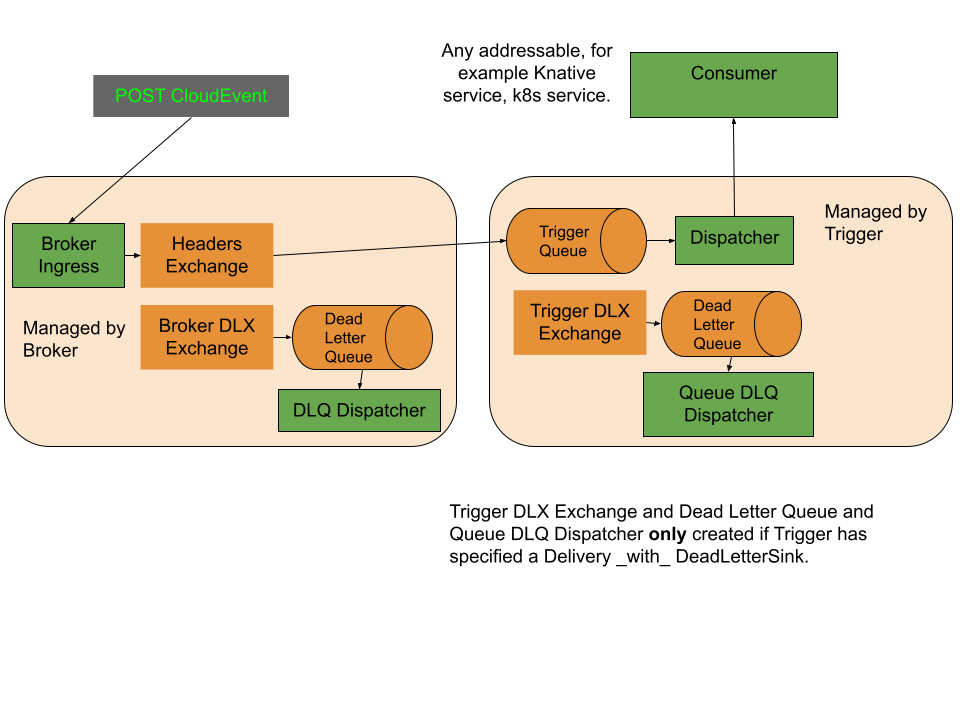 Any addressable, for
example Knative
service, k8s service.
Consumer
POST CloudEvent
Managed by
Trigger
Broker
Ingress
Headers
Exchange
Trigger
Queue
Dispatcher
Managed by
Broker
Broker DLX
Exchange
Dead
Letter
Queue
DLQ Dispatcher
Trigger DLX
Exchange
Dead
Letter
Queue
Queue DLQ
Dispatcher
Trigger DLX Exchange and Dead Letter Queue and
Queue DLQ Dispatcher only created if Trigger has
specified a Delivery _with_ DeadLetterSink.